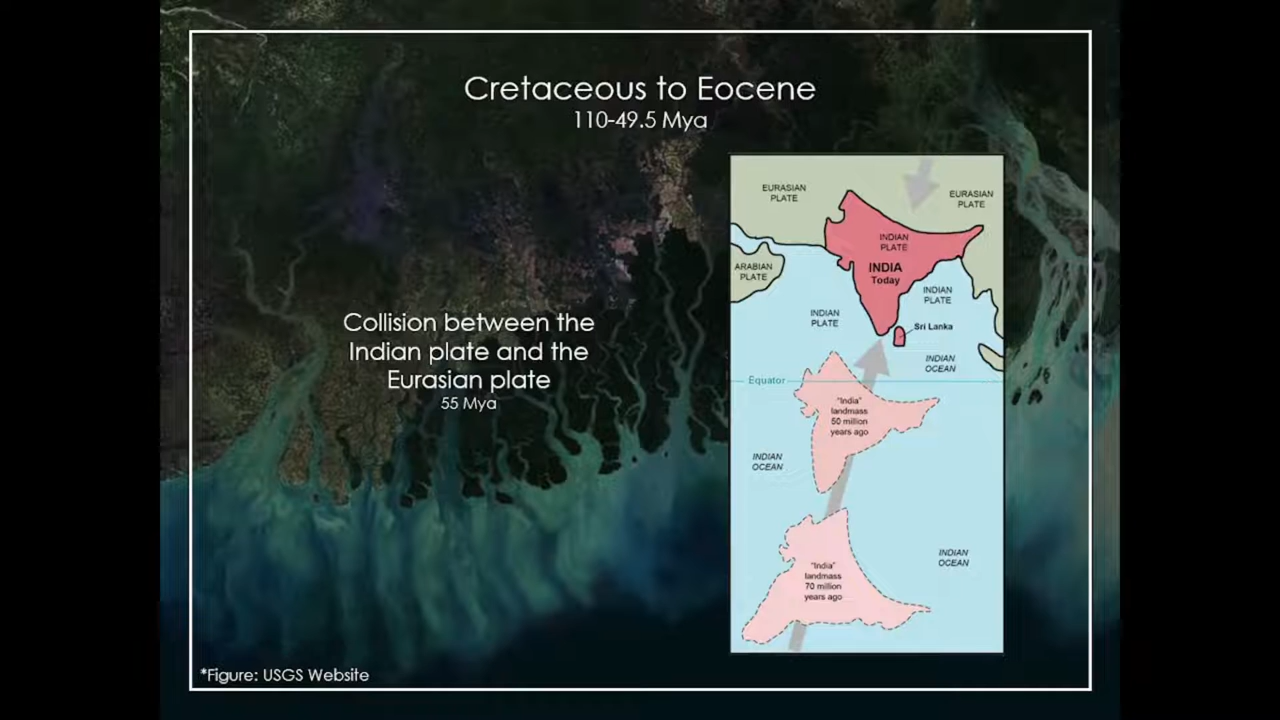 Cretaceous to Eocene
110-49.5 Mya
Collision between the
Indian plate and the
Eurasian plate
55 Mya
EURASIAN
PLATE
EURASIAN
PLATE
INDIAN
PLATE
INDIA
Today
ARABIAN
PLATE
INDIAN
PLATE
INDIAN
PLATE
Sri Lanka
INDIAN
OCEAN
Equator
"India"
landmass
50 million
years ago
INDIAN
OCEAN
INDIAN
OCEAN
"India"
landmass
70 million
years ago
*Figure: USGS Website